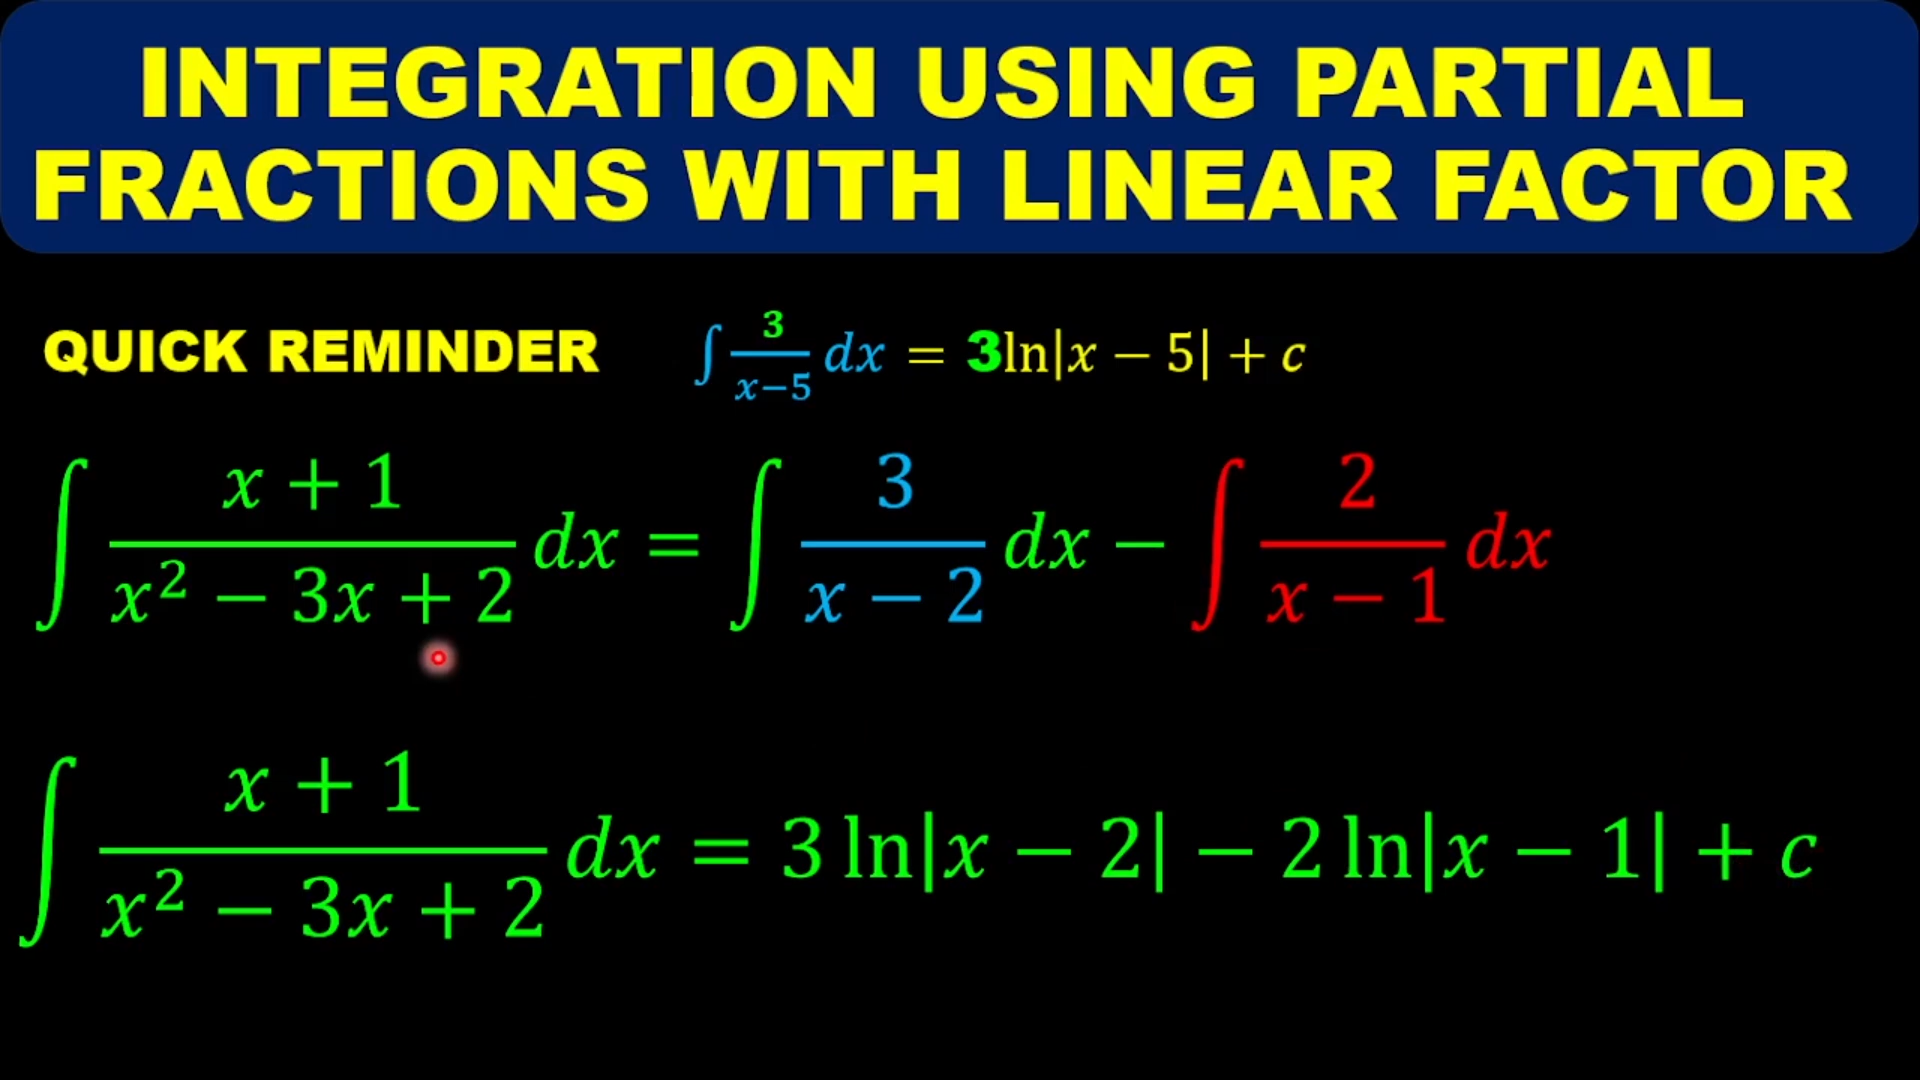 INTEGRATION USING PARTIAL
FRACTIONS WITH LINEAR FACTOR
QUICK REMINDER ∫ 3/(x−5) dx = 3ln|x − 5| + c
∫ (x + 1)/(x² − 3x + 2) dx = ∫ 3/(x − 2) dx − ∫ 2/(x − 1) dx
∫ (x + 1)/(x² − 3x + 2) dx = 3 ln|x − 2| − 2 ln|x − 1| + c